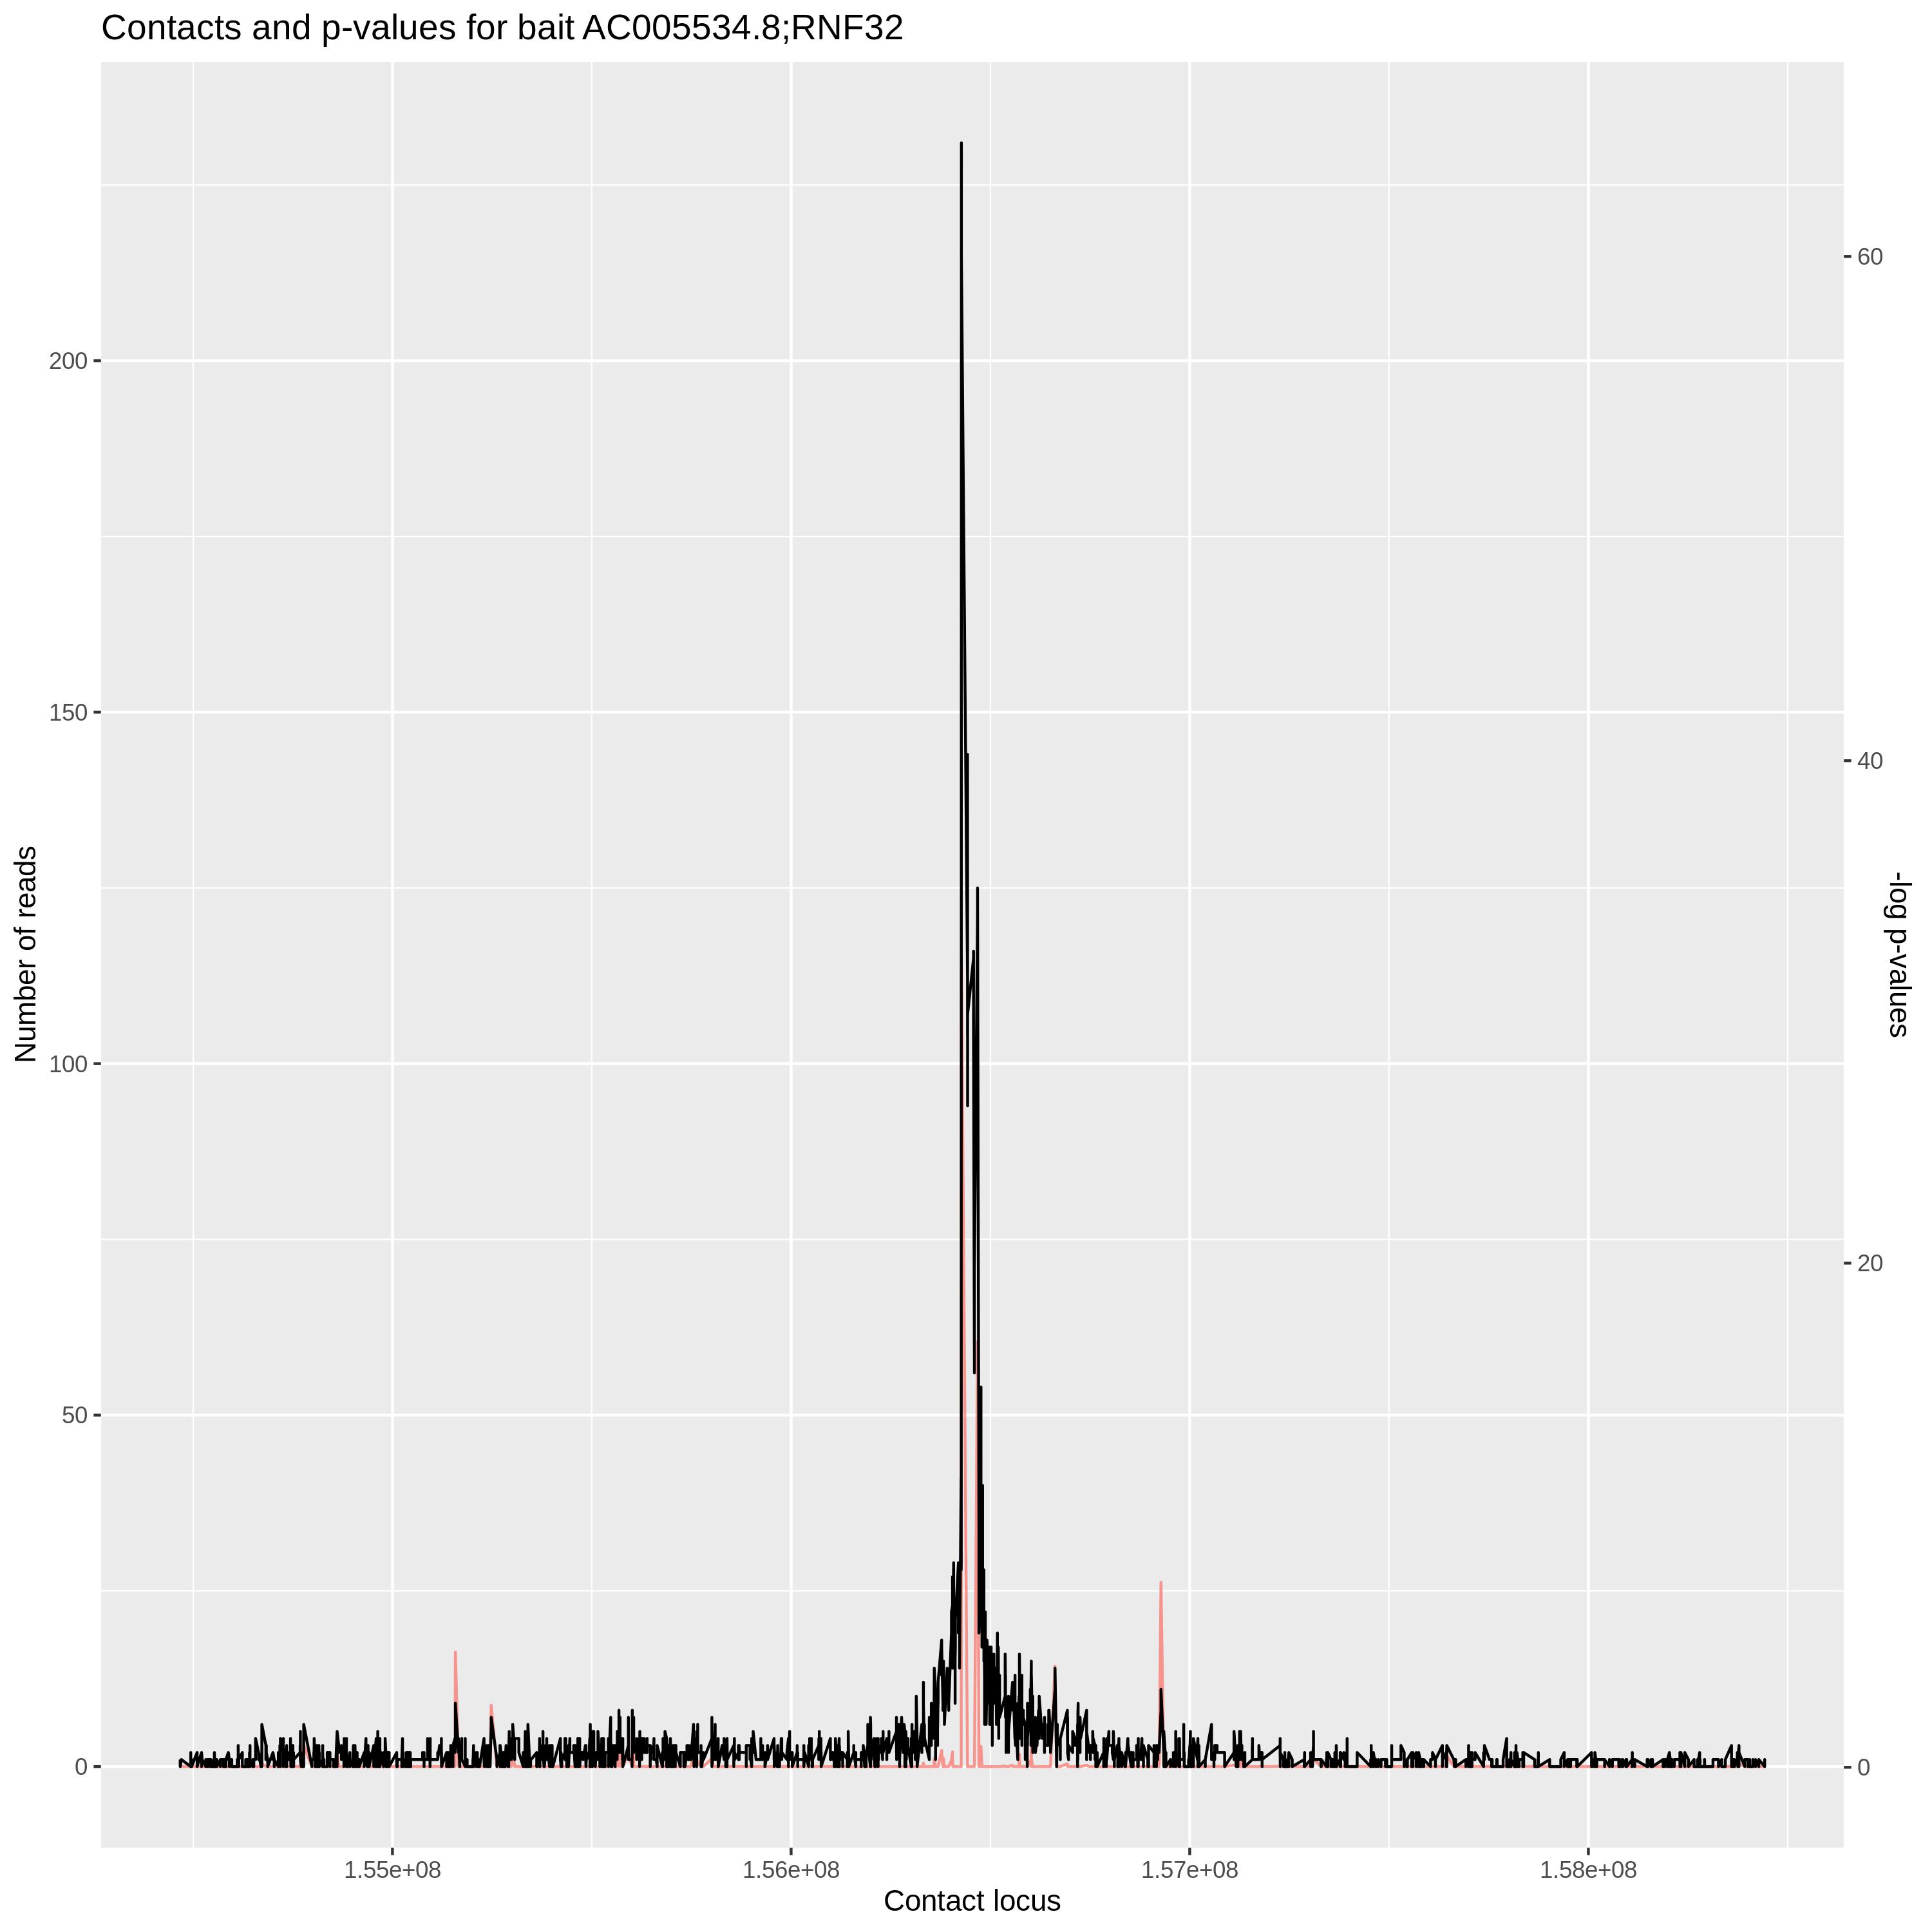 Contacts and p-values for bait AC005534.8;RNF32
Number of reads
200
150
100
50
0
60
40
20
0
-log p-values
1.55e+08
1.56e+08
1.57e+08
1.58e+08
Contact locus